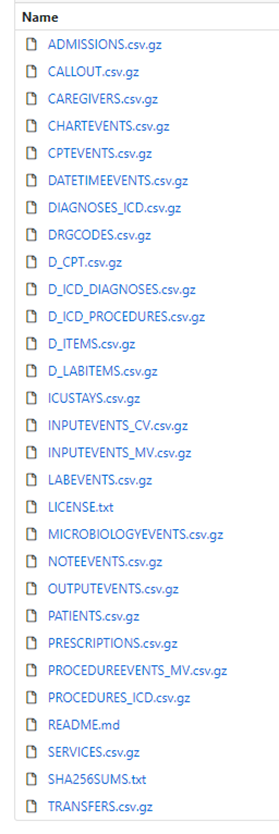 Name
ADMISSIONS.csv.gz
CALLOUT.csv.gz
CAREGIVERS.csv.gz
CHARTEVENTS.csv.gz
CPTEVENTS.csv.gz
DATETIMEEVENTS.csv.gz
DIAGNOSES_ICD.csv.gz
DRGCODES.csv.gz
D_CPT.csv.gz
D_ICD_DIAGNOSES.csv.gz
D_ICD_PROCEDURES.csv.gz
D_ITEMS.csv.gz
D_LABITEMS.csv.gz
ICUSTAYS.csv.gz
INPUTEVENTS_CV.csv.gz
INPUTEVENTS_MV.csv.gz
LABEVENTS.csv.gz
LICENSE.txt
MICROBIOLOGYEVENTS.csv.gz
NOTEEVENTS.csv.gz
OUTPUTEVENTS.csv.gz
PATIENTS.csv.gz
PRESCRIPTIONS.csv.gz
PROCEDUREEVENTS_MV.csv.gz
PROCEDURES_ICD.csv.gz
README.md
SERVICES.csv.gz
SHA256SUMS.txt
TRANSFERS.csv.gz